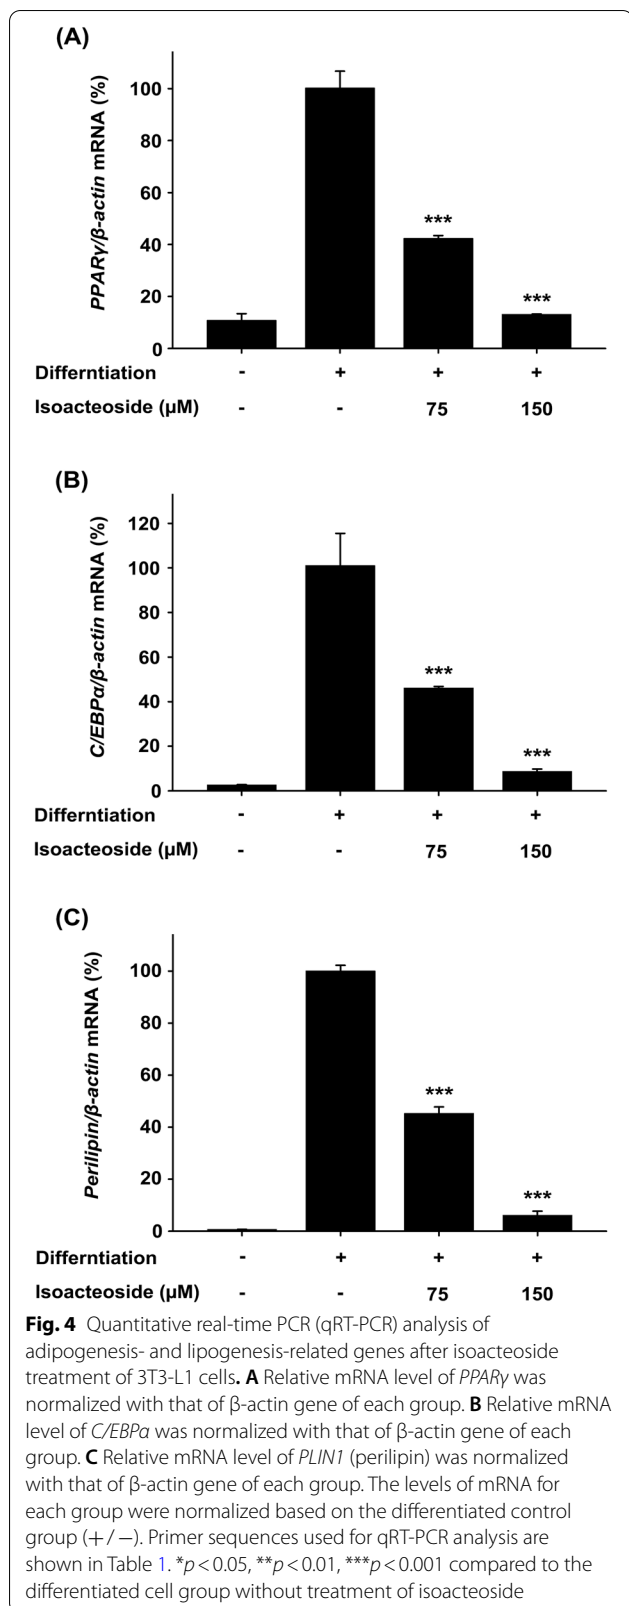 (A)
PPARγ/β-actin mRNA (%)
100
80
60
40
20
0
***
***
Differntiation - + + +
Isoacteoside (μM) - - 75 150
(B)
C/EBPα/β-actin mRNA (%)
120
100
80
60
40
20
0
***
***
Differntiation - + + +
Isoacteoside (μM) - - 75 150
(C)
Perilipin/β-actin mRNA (%)
100
80
60
40
20
0
***
***
Differntiation - + + +
Isoacteoside (μM) - - 75 150
Fig. 4 Quantitative real-time PCR (qRT-PCR) analysis of
adipogenesis- and lipogenesis-related genes after isoacteoside
treatment of 3T3-L1 cells. A Relative mRNA level of PPARγ was
normalized with that of β-actin gene of each group. B Relative mRNA
level of C/EBPα was normalized with that of β-actin gene of each
group. C Relative mRNA level of PLIN1 (perilipin) was normalized
with that of β-actin gene of each group. The levels of mRNA for
each group were normalized based on the differentiated control
group (+/−). Primer sequences used for qRT-PCR analysis are
shown in Table 1. *p<0.05, **p<0.01, ***p<0.001 compared to the
differentiated cell group without treatment of isoacteoside